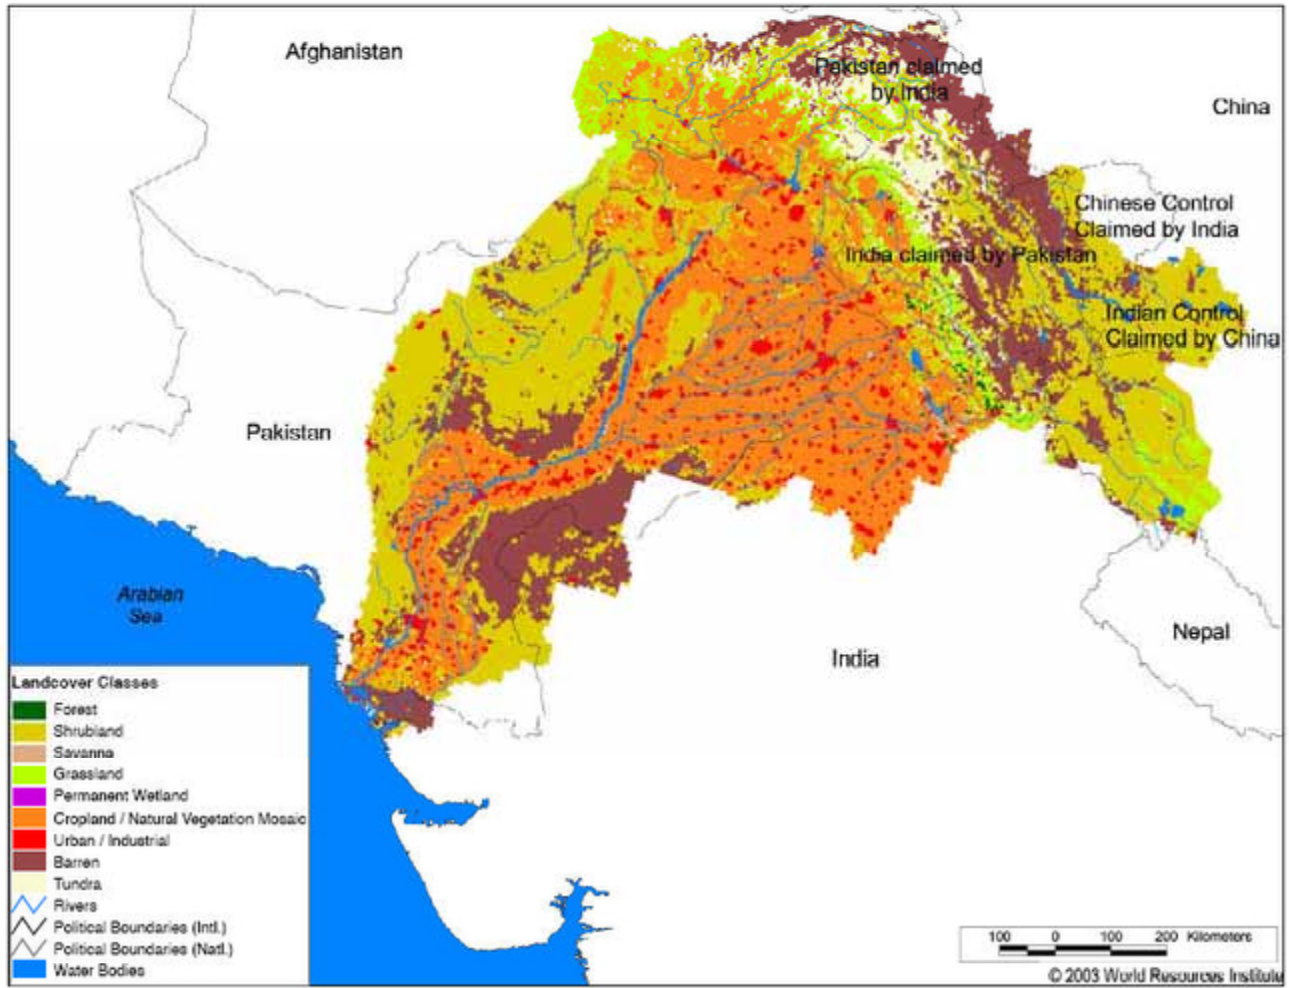 Afghanistan
Pakistan claimed
by India
China
Chinese Control
Claimed by India
India claimed by Pakistan
Indian Control
Claimed by China
Pakistan
Arabian
Sea
Nepal
India
Landcover Classes
Forest
Shrubland
Savanna
Grassland
Permanent Wetland
Cropland / Natural Vegetation Mosaic
Urban / Industrial
Barren
Tundra
Rivers
Political Boundaries (Intl.)
Political Boundaries (Natl.)
Water Bodies
100 0 100 200 Kilometers
© 2003 World Resources Institute